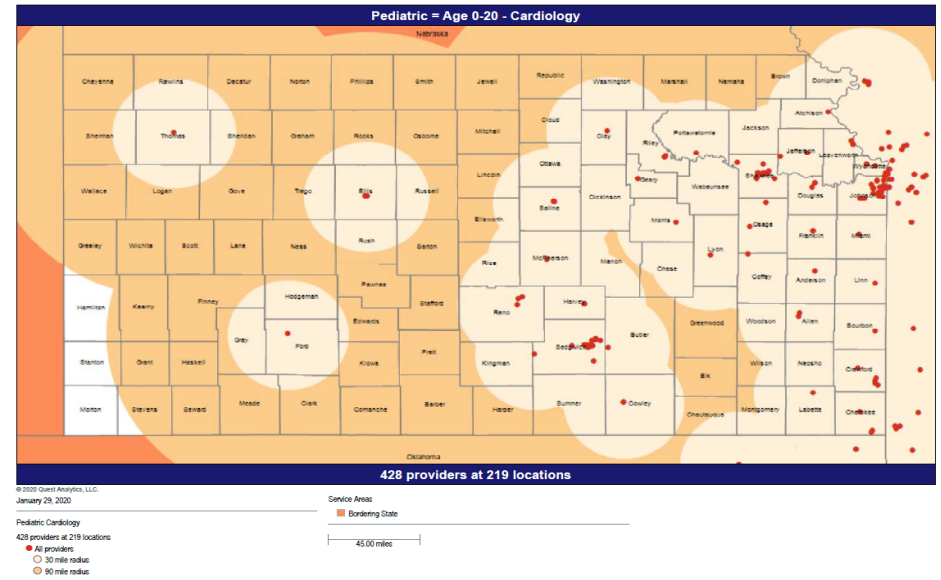 Pediatric = Age 0-20 - Cardiology
Nebraska
Cheyenne Rawlins Decatur Norton Phillips Smith Jewell Republic Washington Marshall Nemaha Brown Doniphan
Sherman Thomas Sheridan Graham Rooks Osborne Mitchell Cloud Clay Riley Pottawatomie Jackson Atchison
Jefferson Leavenworth
Wallace Logan Gove Trego Ellis Russell Lincoln Ottawa Saline Dickinson Geary Wabaunsee Shawnee Douglas Johnson Wyandotte
Greeley Wichita Scott Lane Ness Rush Barton Ellsworth Rice McPherson Marion Morris Chase Lyon Osage Franklin Miami
Hamilton Kearny Finney Hodgeman Pawnee Stafford Reno Harvey Coffey Anderson Linn
Gray Ford Edwards Sedgwick Butler Greenwood Woodson Allen Bourbon
Stanton Grant Haskell Kiowa Pratt Kingman Elk Wilson Neosho Crawford
Morton Stevens Seward Meade Clark Comanche Barber Harper Sumner Cowley Chautauqua Montgomery Labette Cherokee
Oklahoma
428 providers at 219 locations
© 2020 Quest Analytics, LLC.
January 29, 2020
Pediatric Cardiology
428 providers at 219 locations
All providers
30 mile radius
90 mile radius
Service Areas
Bordering State
45.00 miles